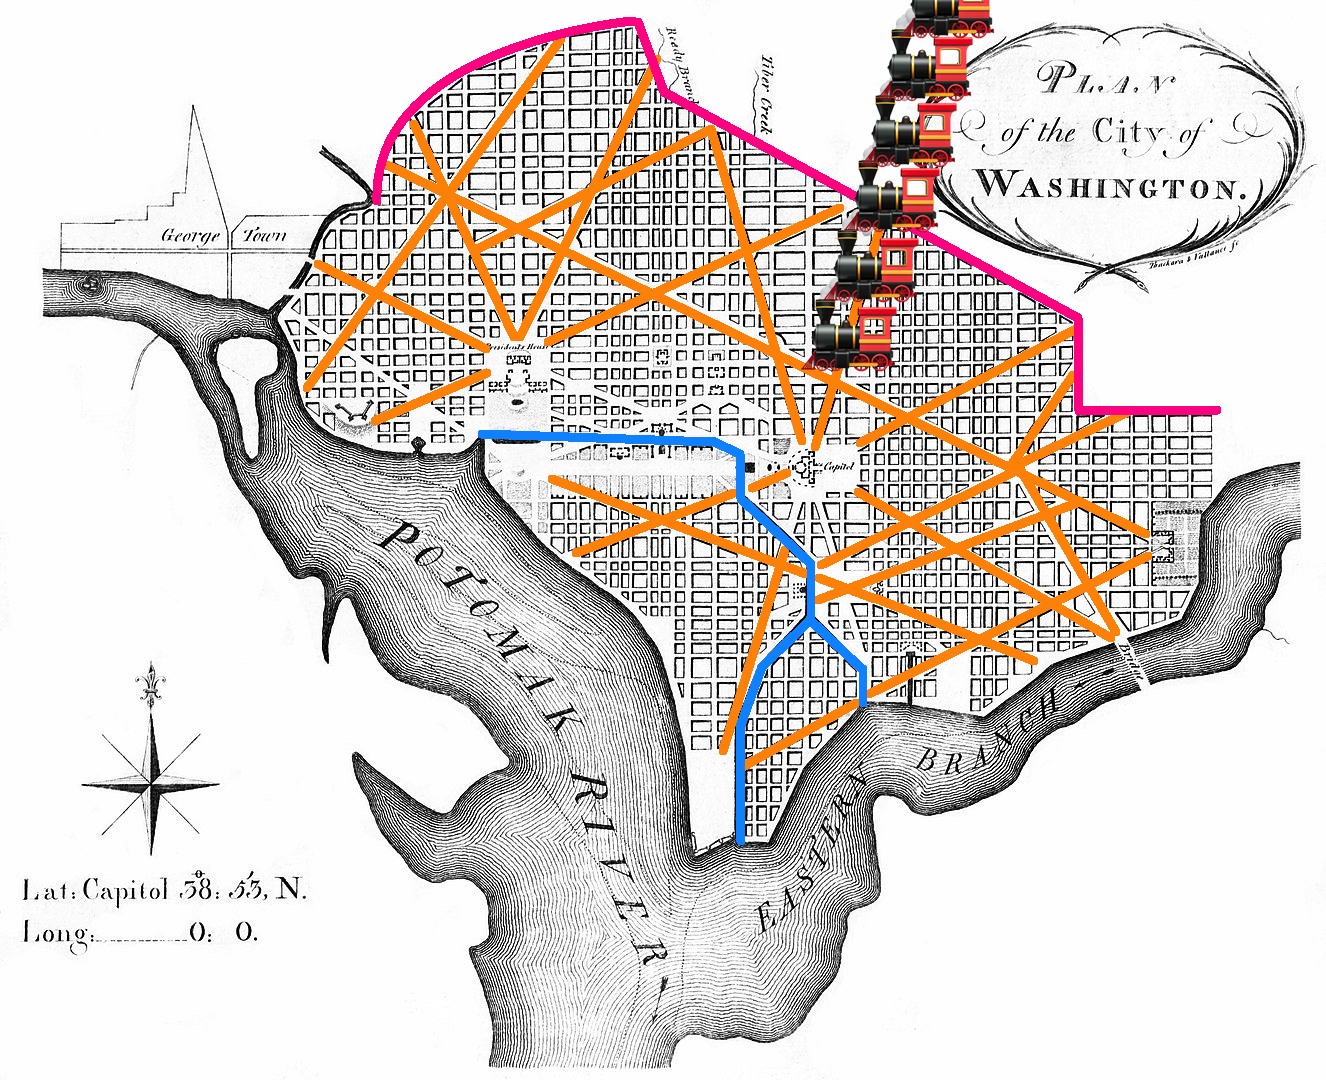 PLAN
of the City of
WASHINGTON.
Thackara & Vallance sc
Reedy Branch
Tiber Creek
George Town
Presidents House
Capitol
POTOMAK RIVER
EASTERN BRANCH
Bridge
Lat: Capitol 38: 53, N.
Long: 0: 0.